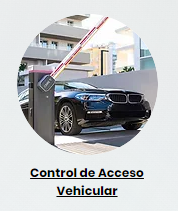 Control de Acceso
Vehicular